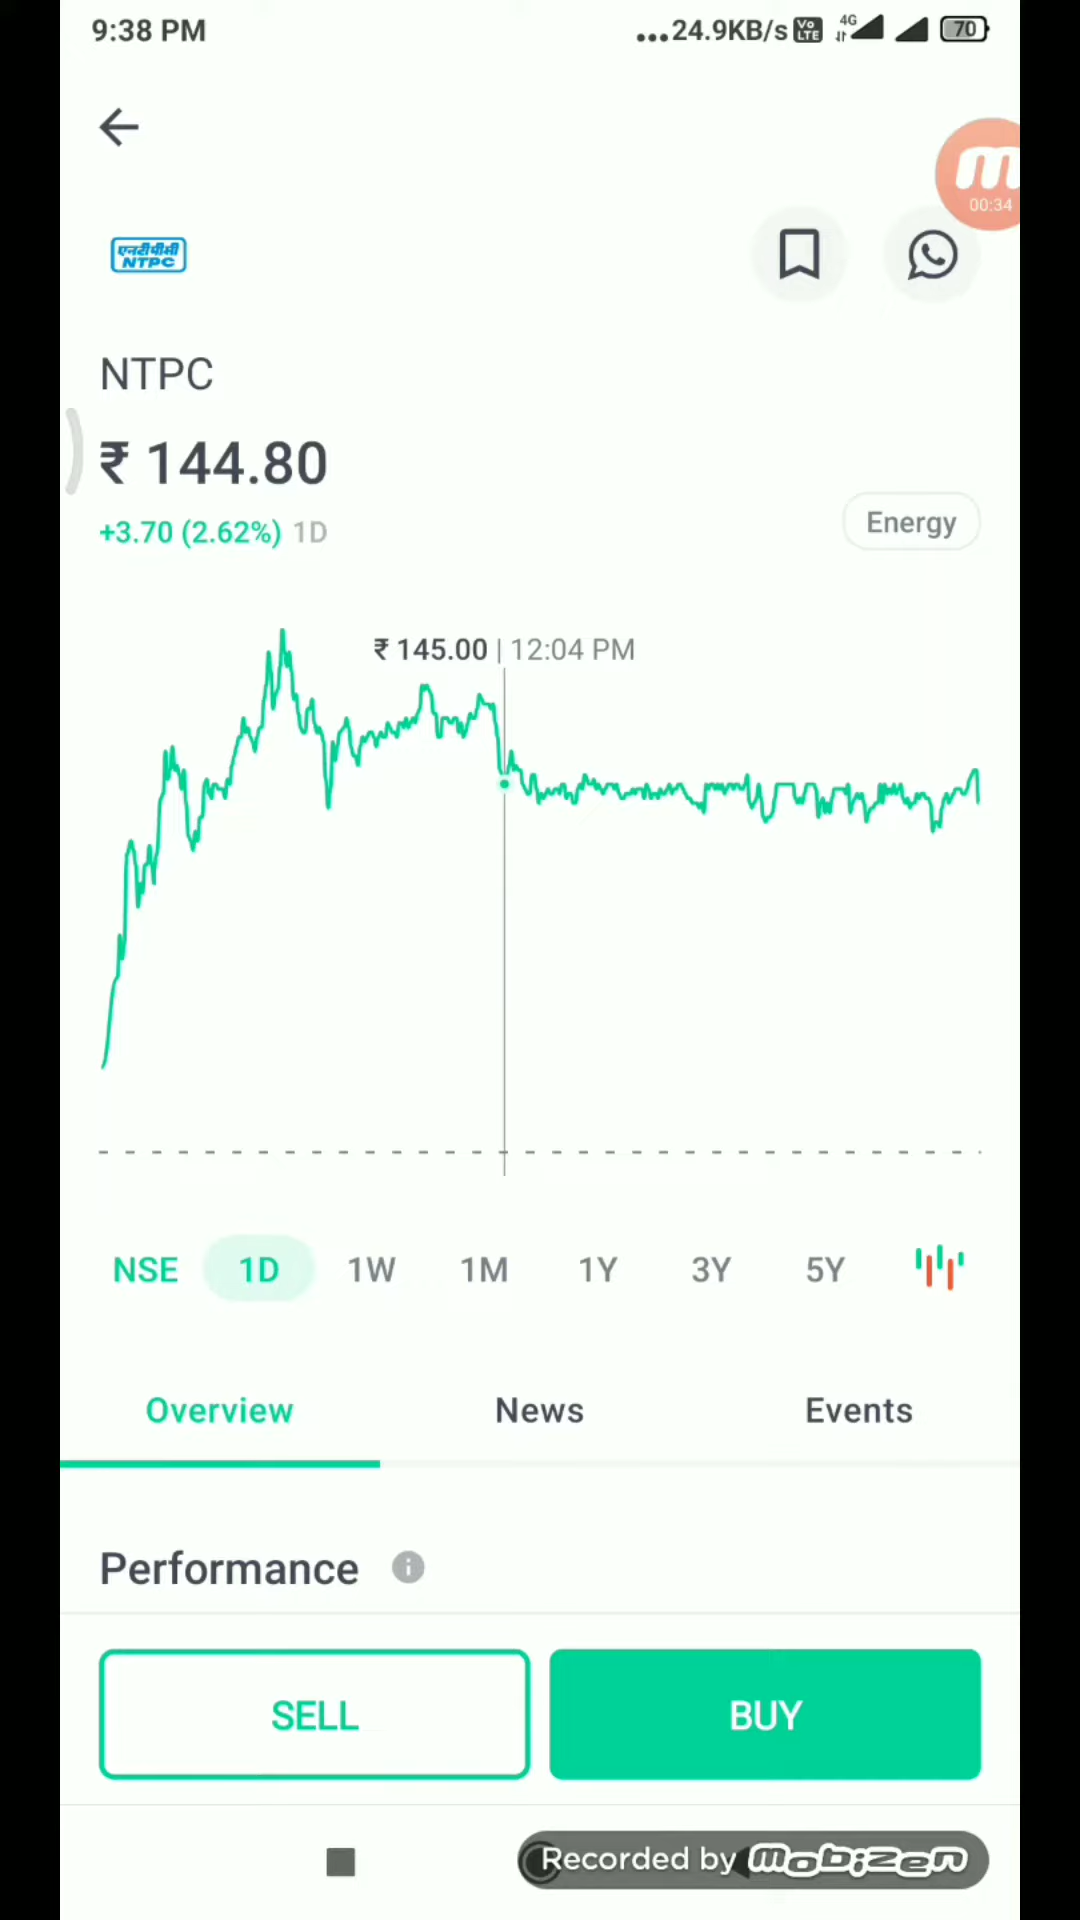 9:38 PM
...24.9KB/s Vo LTE 4G 70
00:34
एनटीपीसी
NTPC
NTPC
₹ 144.80
+3.70 (2.62%) 1D
Energy
₹ 145.00 | 12:04 PM
NSE 1D 1W 1M 1Y 3Y 5Y
Overview News Events
Performance
SELL BUY
Recorded by mobizen